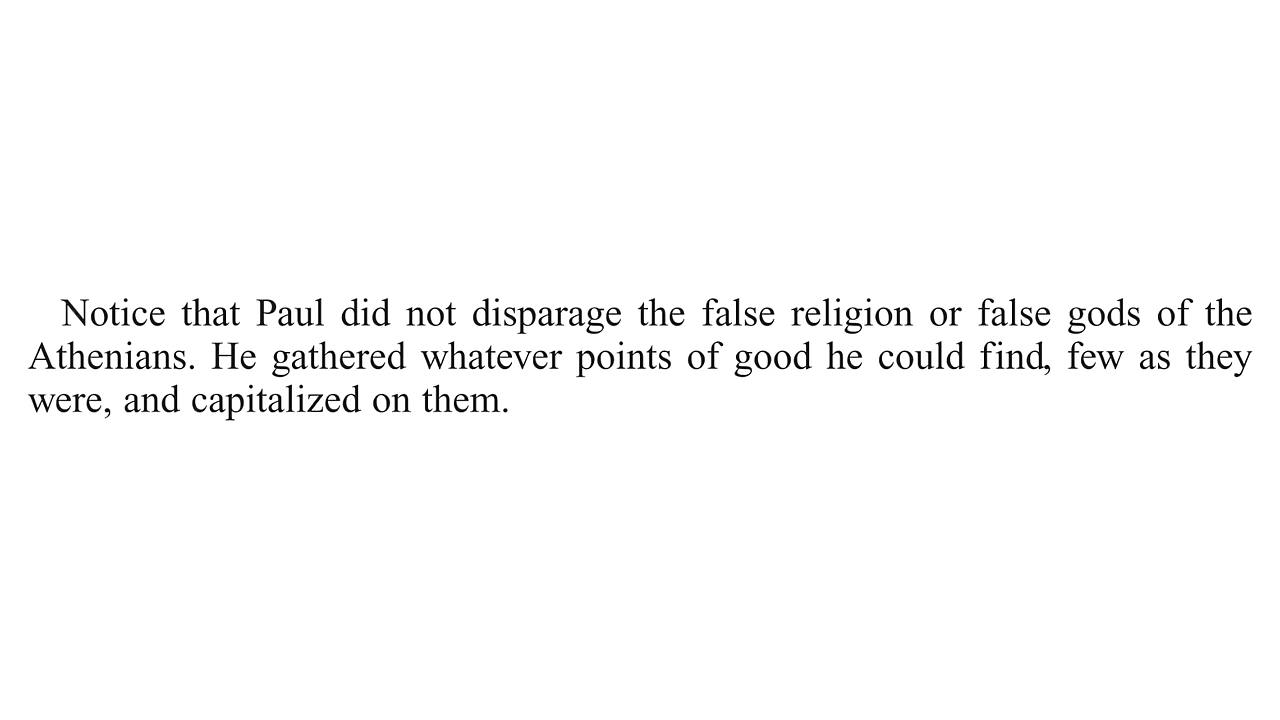 Notice that Paul did not disparage the false religion or false gods of the
Athenians. He gathered whatever points of good he could find, few as they
were, and capitalized on them.